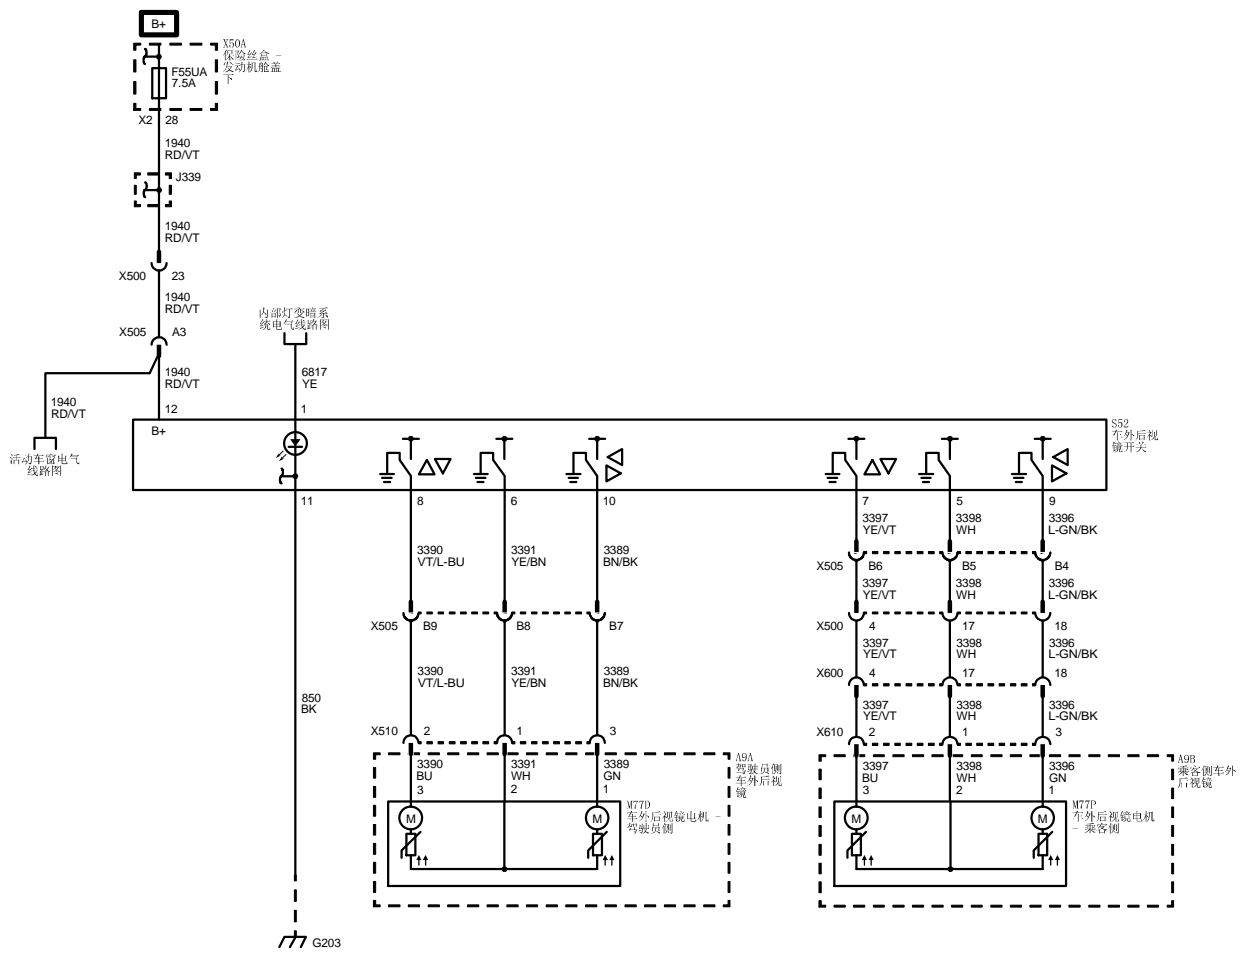 B+
X50A
保险丝盒 -
发动机舱盖
下
F55UA
7.5A
X2 28
1940
RD/VT
J339
1940
RD/VT
X500 23
1940
RD/VT
X505 A3
1940
RD/VT
1940
RD/VT
活动车窗电气
线路图
12
B+
内部灯变暗系
统电气线路图
6817
YE
1
S52
车外后视
镜开关
11
8
6
10
7
5
9
3390
VT/L-BU
3391
YE/BN
3389
BN/BK
X505 B9 B8 B7
3390
VT/L-BU
3391
YE/BN
3389
BN/BK
X510 2 1 3
3390
BU
3
3391
WH
2
3389
GN
1
A9A
驾驶员侧
车外后视
镜
M77D
车外后视镜电机 -
驾驶员侧
M
M
3397
YE/VT
3398
WH
3396
L-GN/BK
X505 B6 B5 B4
3397
YE/VT
3398
WH
3396
L-GN/BK
X500 4 17 18
3397
YE/VT
3398
WH
3396
L-GN/BK
X600 4 17 18
3397
YE/VT
3398
WH
3396
L-GN/BK
X610 2 1 3
3397
BU
3
3398
WH
2
3396
GN
1
A9B
乘客侧车外
后视镜
M77P
车外后视镜电机
- 乘客侧
M
M
850
BK
G203